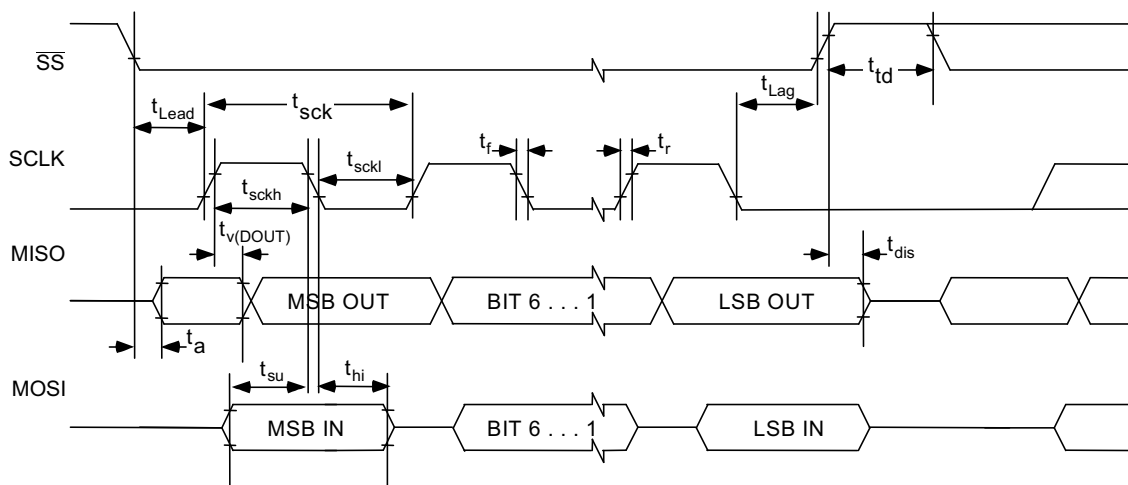 SS
t_td
t_Lead
t_sck
t_Lag
SCLK
t_f
t_r
t_sckl
t_sckh
t_v(DOUT)
MISO
t_dis
MSB OUT
BIT 6 . . . 1
LSB OUT
t_a
MOSI
t_su
t_hi
MSB IN
BIT 6 . . . 1
LSB IN